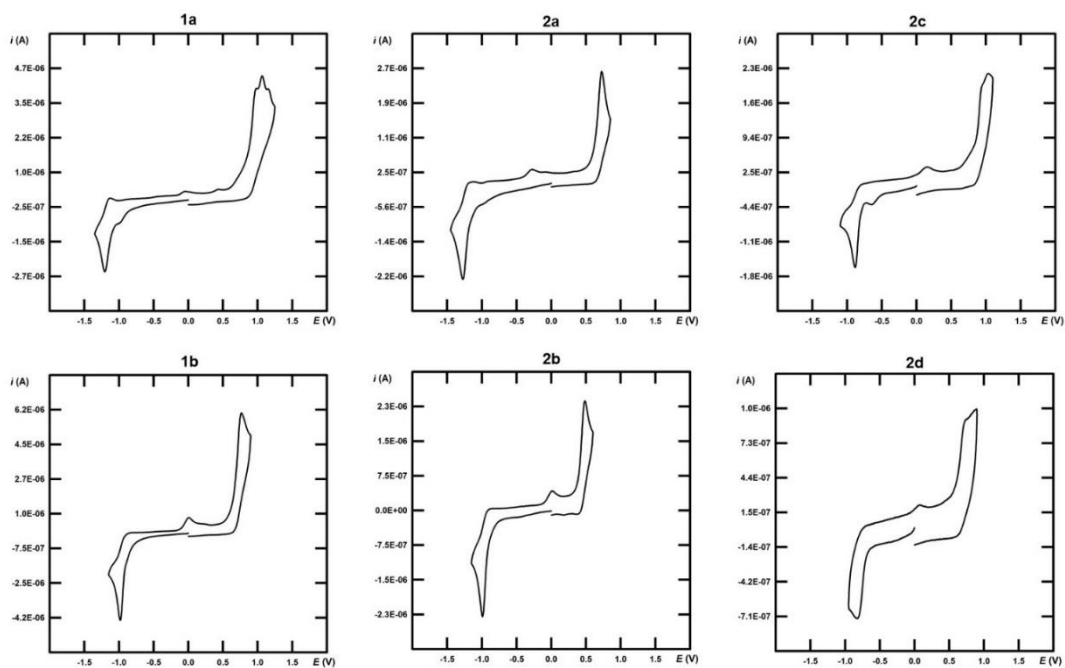 1a
i (A)
4.7E-06
3.5E-06
2.2E-06
1.0E-06
-2.5E-07
-1.5E-06
-2.7E-06
-1.5 -1.0 -0.5 0.0 0.5 1.0 E (V) 1.5
2a
i (A)
2.7E-06
1.9E-06
1.1E-06
2.5E-07
-5.6E-07
-1.4E-06
-2.2E-06
-1.5 -1.0 -0.5 0.0 0.5 1.0 E (V) 1.5
2c
i (A)
2.3E-06
1.6E-06
9.4E-07
2.5E-07
-4.4E-07
-1.1E-06
-1.8E-06
-1.5 -1.0 -0.5 0.0 0.5 1.0 1.5 E (V)
1b
i (A)
6.2E-06
4.5E-06
2.7E-06
1.0E-06
-7.5E-07
-2.5E-06
-4.2E-06
-1.5 -1.0 -0.5 0.0 0.5 1.0 1.5 E (V)
2b
i (A)
2.3E-06
1.5E-06
7.5E-07
0.0E+00
-7.5E-07
-1.5E-06
-2.3E-06
-1.5 -1.0 -0.5 0.0 0.5 1.0 1.5 E (V)
2d
i (A)
1.0E-06
7.3E-07
4.4E-07
1.5E-07
-1.4E-07
-4.2E-07
-7.1E-07
-1.5 -1.0 -0.5 0.0 0.5 1.0 1.5 E (V)